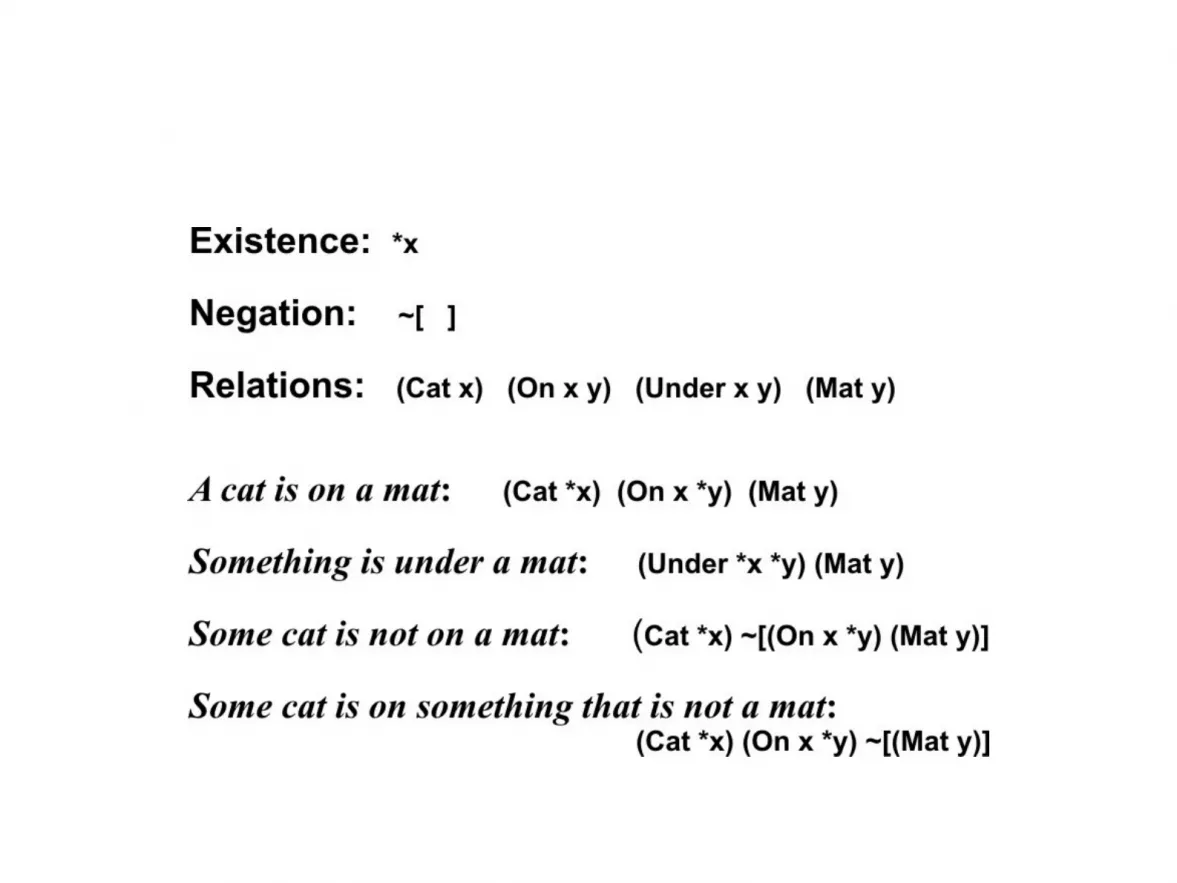 Existence: *x
Negation: ~[ ]
Relations: (Cat x) (On x y) (Under x y) (Mat y)
A cat is on a mat: (Cat *x) (On x *y) (Mat y)
Something is under a mat: (Under *x *y) (Mat y)
Some cat is not on a mat: (Cat *x) ~[(On x *y) (Mat y)]
Some cat is on something that is not a mat:
(Cat *x) (On x *y) ~[(Mat y)]